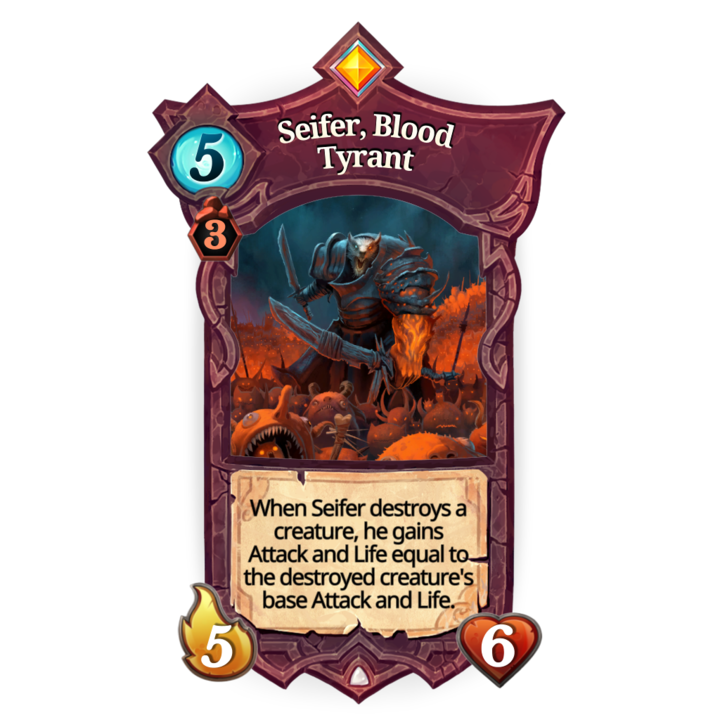 Seifer, Blood
Tyrant
5
3
When Seifer destroys a
creature, he gains
Attack and Life equal to
the destroyed creature's
base Attack and Life.
5
6